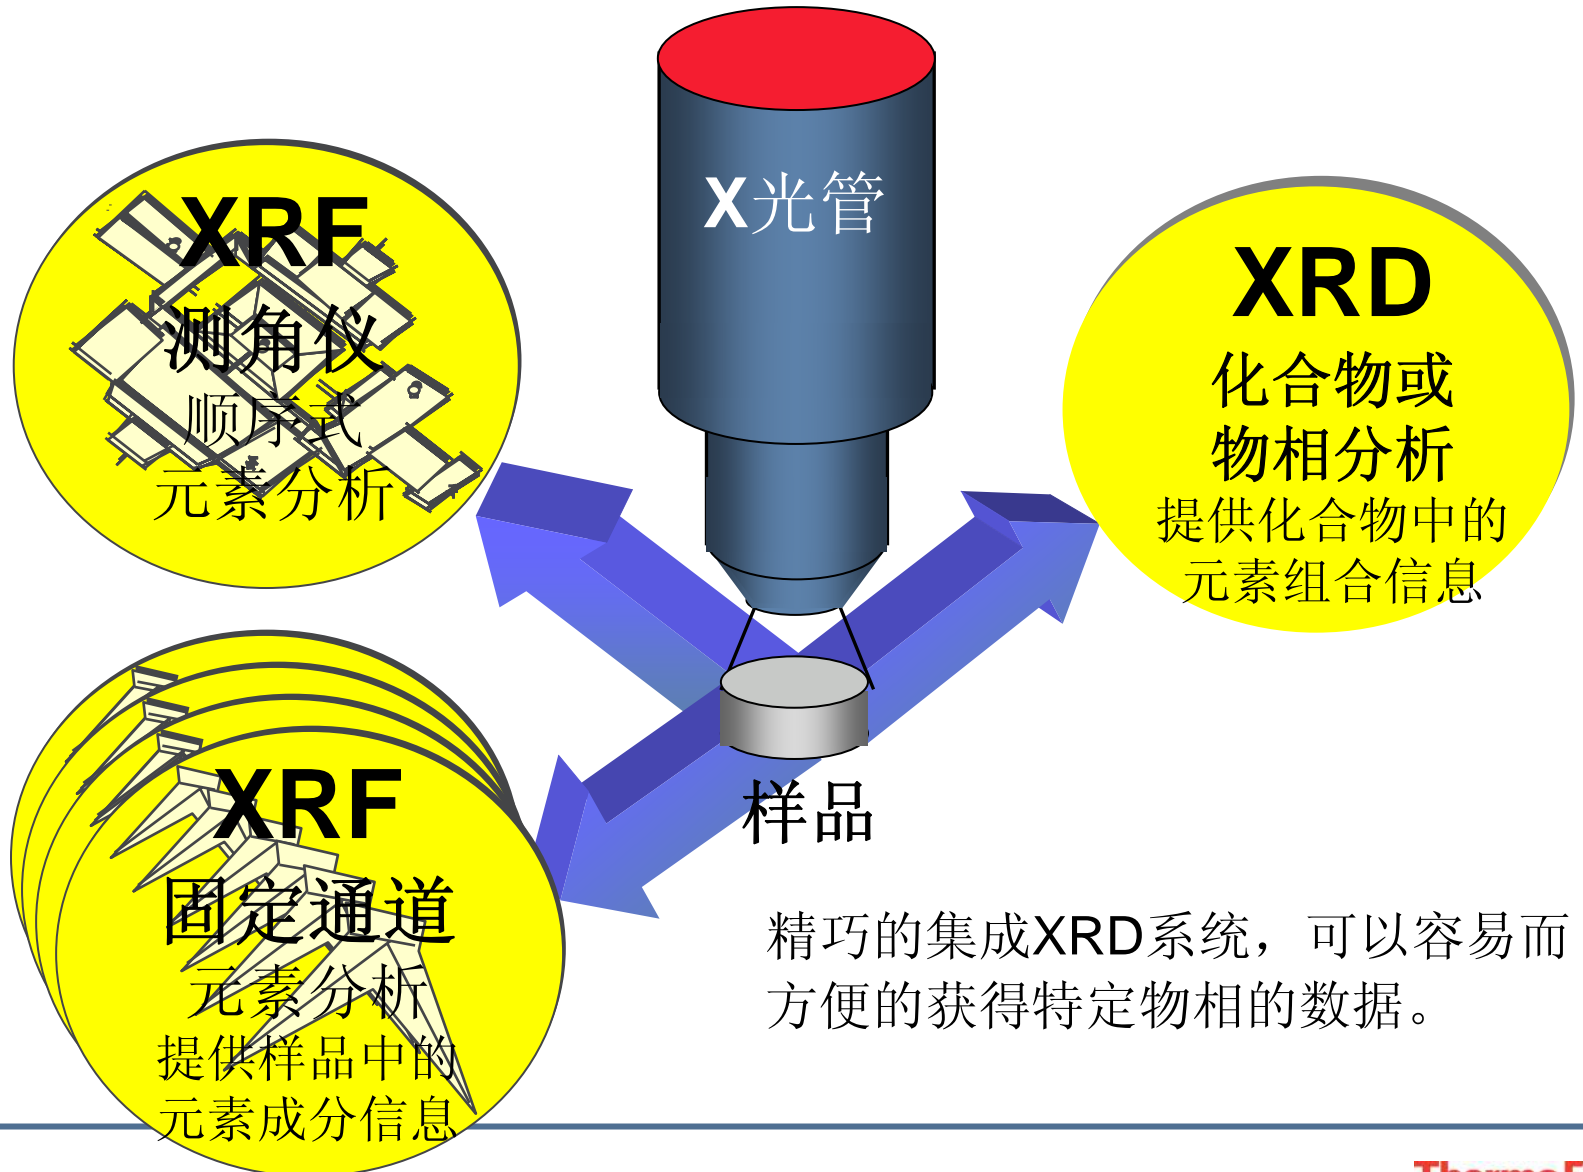 X光管
XRF
测角仪
顺序式
元素分析
XRD
化合物或
物相分析
提供化合物中的
元素组合信息
样品
XRF
固定通道
元素分析
提供样品中的
元素成分信息
精巧的集成XRD系统，可以容易而
方便的获得特定物相的数据。